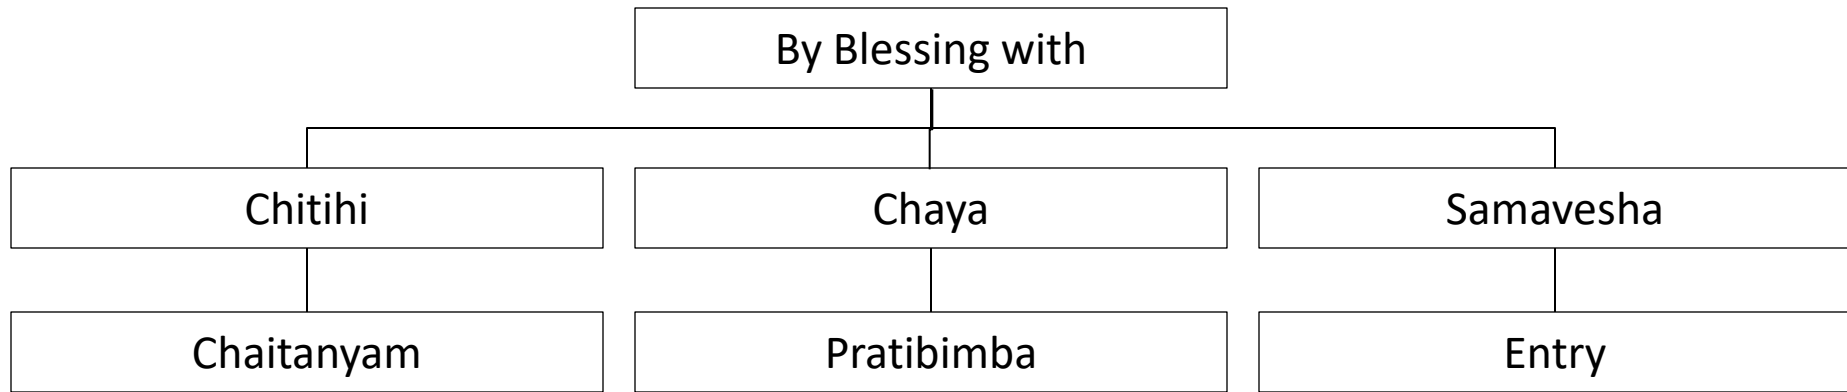 By Blessing with
Chitihi
Chaya
Samavesha
Chaitanyam
Pratibimba
Entry